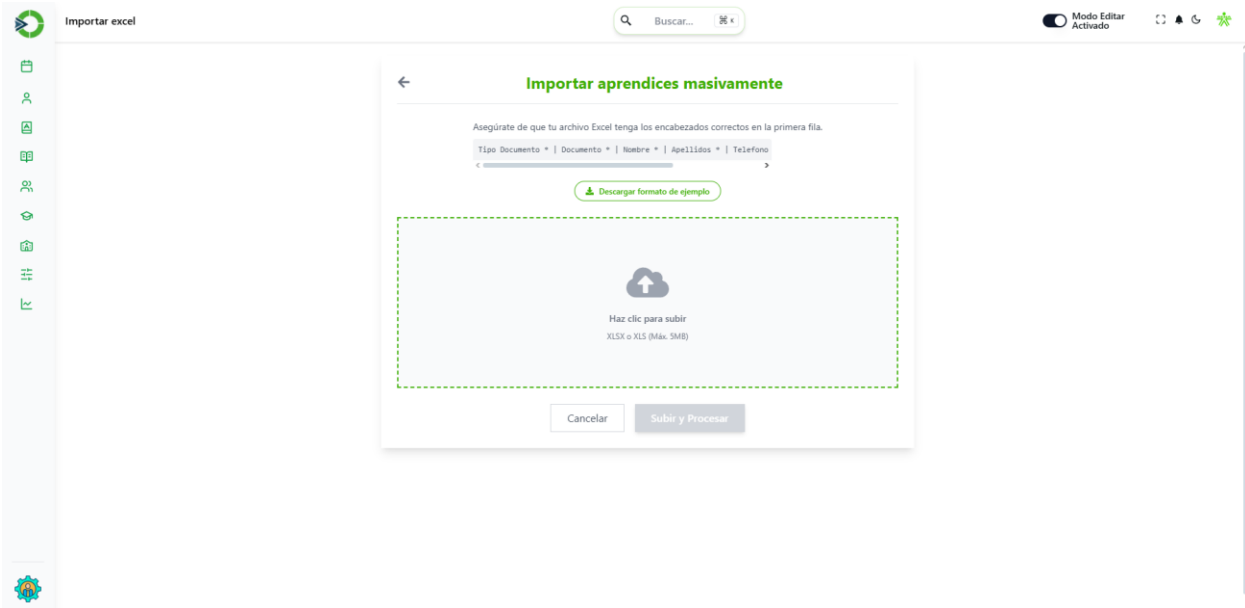 Importar excel
Buscar...
⌘ K
Modo Editar
Activado
Importar aprendices masivamente
Asegúrate de que tu archivo Excel tenga los encabezados correctos en la primera fila.
Tipo Documento * | Documento * | Nombre * | Apellidos * | Telefono
Descargar formato de ejemplo
Haz clic para subir
XLSX o XLS (Máx. 5MB)
Cancelar
Subir y Procesar